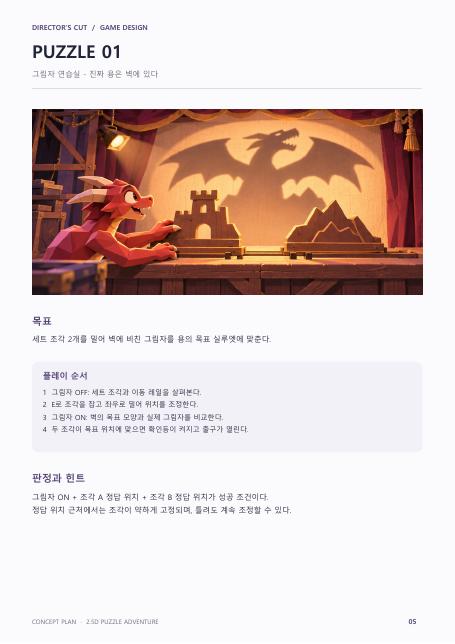 DIRECTOR'S CUT / GAME DESIGN
PUZZLE 01
그림자 연습실 - 진짜 용은 벽에 있다
목표
세트 조각 2개를 밀어 벽에 비친 그림자를 용의 목표 실루엣에 맞춘다.
플레이 순서
1 그림자 OFF: 세트 조각과 이동 레일을 살펴본다.
2 E로 조각을 잡고 좌우로 밀어 위치를 조정한다.
3 그림자 ON: 벽의 목표 모양과 실제 그림자를 비교한다.
4 두 조각이 목표 위치에 맞으면 확인등이 켜지고 출구가 열린다.
판정과 힌트
그림자 ON + 조각 A 정답 위치 + 조각 B 정답 위치가 성공 조건이다.
정답 위치 근처에서는 조각이 약하게 고정되며, 틀려도 계속 조정할 수 있다.
CONCEPT PLAN · 2.5D PUZZLE ADVENTURE
05